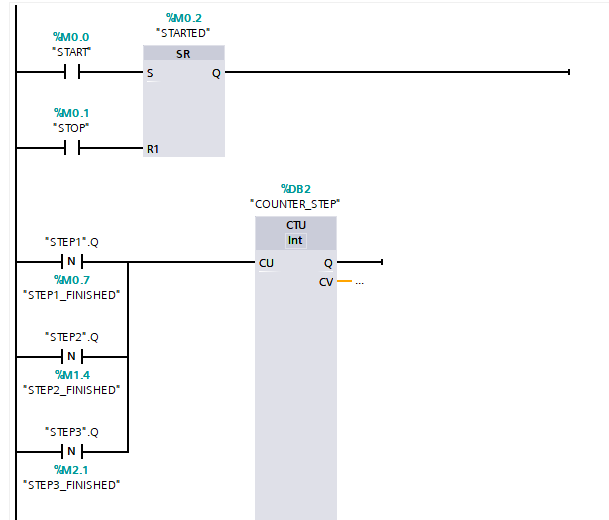 %M0.2
"STARTED"
%M0.0
"START"
SR
S
Q
%M0.1
"STOP"
R1
%DB2
"COUNTER_STEP"
CTU
Int
"STEP1".Q
N
CU
Q
%M0.7
CV
...
"STEP1_FINISHED"
"STEP2".Q
N
%M1.4
"STEP2_FINISHED"
"STEP3".Q
N
%M2.1
"STEP3_FINISHED"